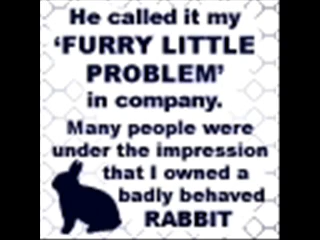 He called it my
‘FURRY LITTLE
PROBLEM’
in company.
Many people were
under the impression
that I owned a
badly behaved
RABBIT